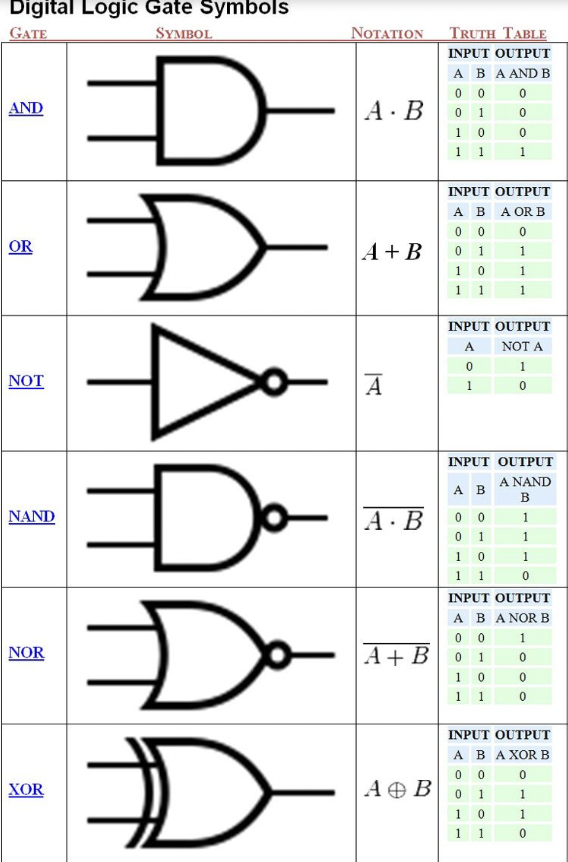 Digital Logic Gate Symbols
GATE SYMBOL NOTATION TRUTH TABLE
AND
A · B
INPUT OUTPUT
A B A AND B
0 0 0
0 1 0
1 0 0
1 1 1
OR
A + B
INPUT OUTPUT
A B A OR B
0 0 0
0 1 1
1 0 1
1 1 1
NOT
A̅
INPUT OUTPUT
A NOT A
0 1
1 0
NAND
A̅ ·̅ B̅
INPUT OUTPUT
A B A NAND
B
0 0 1
0 1 1
1 0 1
1 1 0
NOR
A̅ +̅ B̅
INPUT OUTPUT
A B A NOR B
0 0 1
0 1 0
1 0 0
1 1 0
XOR
A ⊕ B
INPUT OUTPUT
A B A XOR B
0 0 0
0 1 1
1 0 1
1 1 0